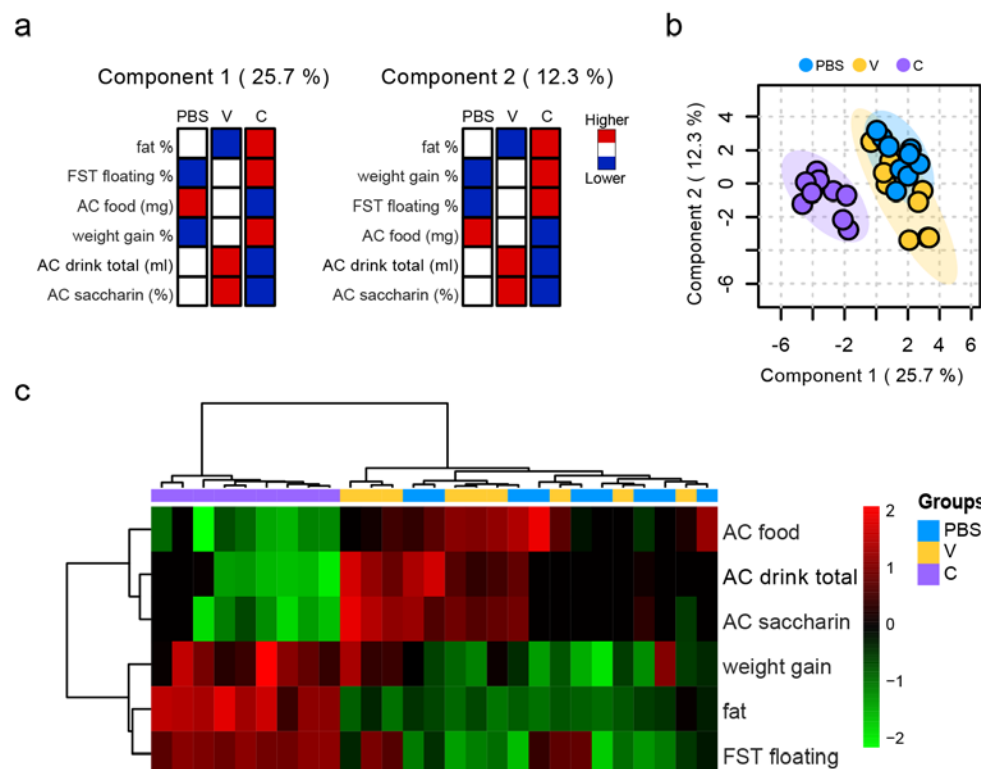 a
Component 1 ( 25.7 %)
PBS V C
fat %
FST floating %
AC food (mg)
weight gain %
AC drink total (ml)
AC saccharin (%)
Component 2 ( 12.3 %)
PBS V C
fat %
weight gain %
FST floating %
AC food (mg)
AC drink total (ml)
AC saccharin (%)
Higher
Lower
b
PBS V C
Component 2 ( 12.3 %)
4
2
0
-2
-4
-6
-6 -2 0 2 4 6
Component 1 ( 25.7 %)
c
AC food
AC drink total
AC saccharin
weight gain
fat
FST floating
2
1
0
−1
−2
Groups
PBS
V
C